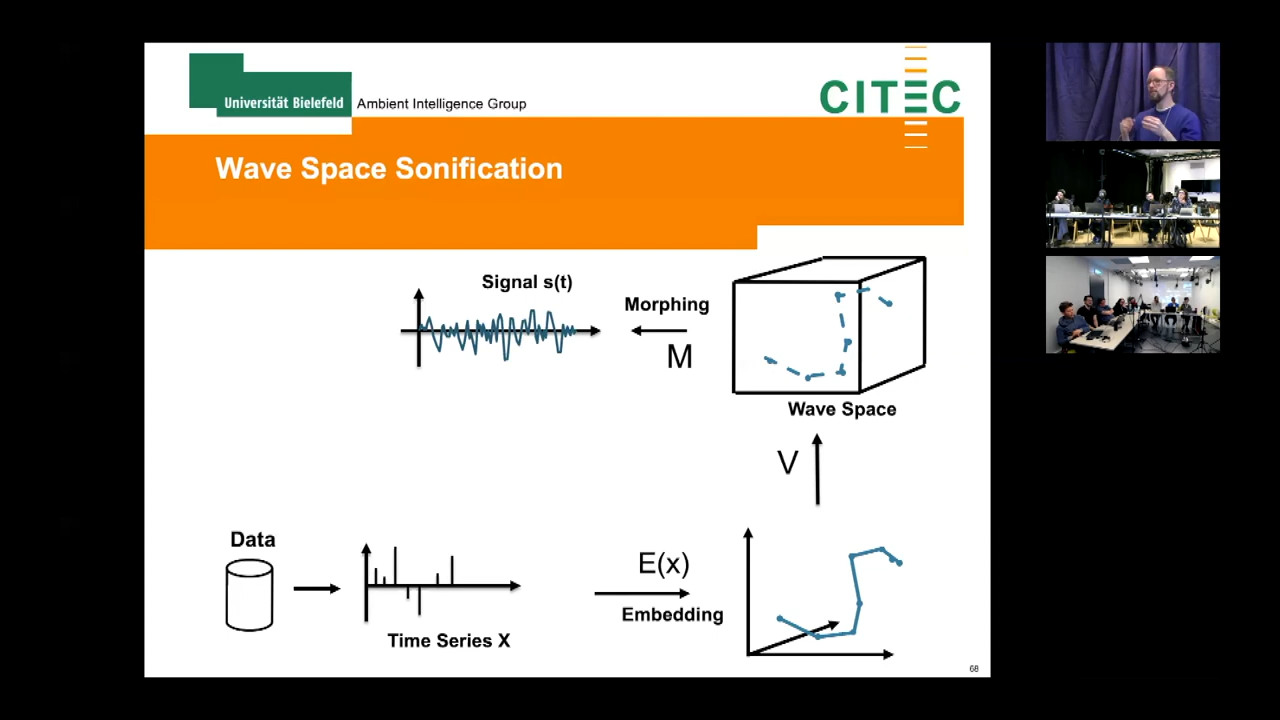 Universität Bielefeld
Ambient Intelligence Group
CITEC
Wave Space Sonification
Signal s(t)
Morphing
M
Wave Space
V
Data
E(x)
Embedding
Time Series X
68